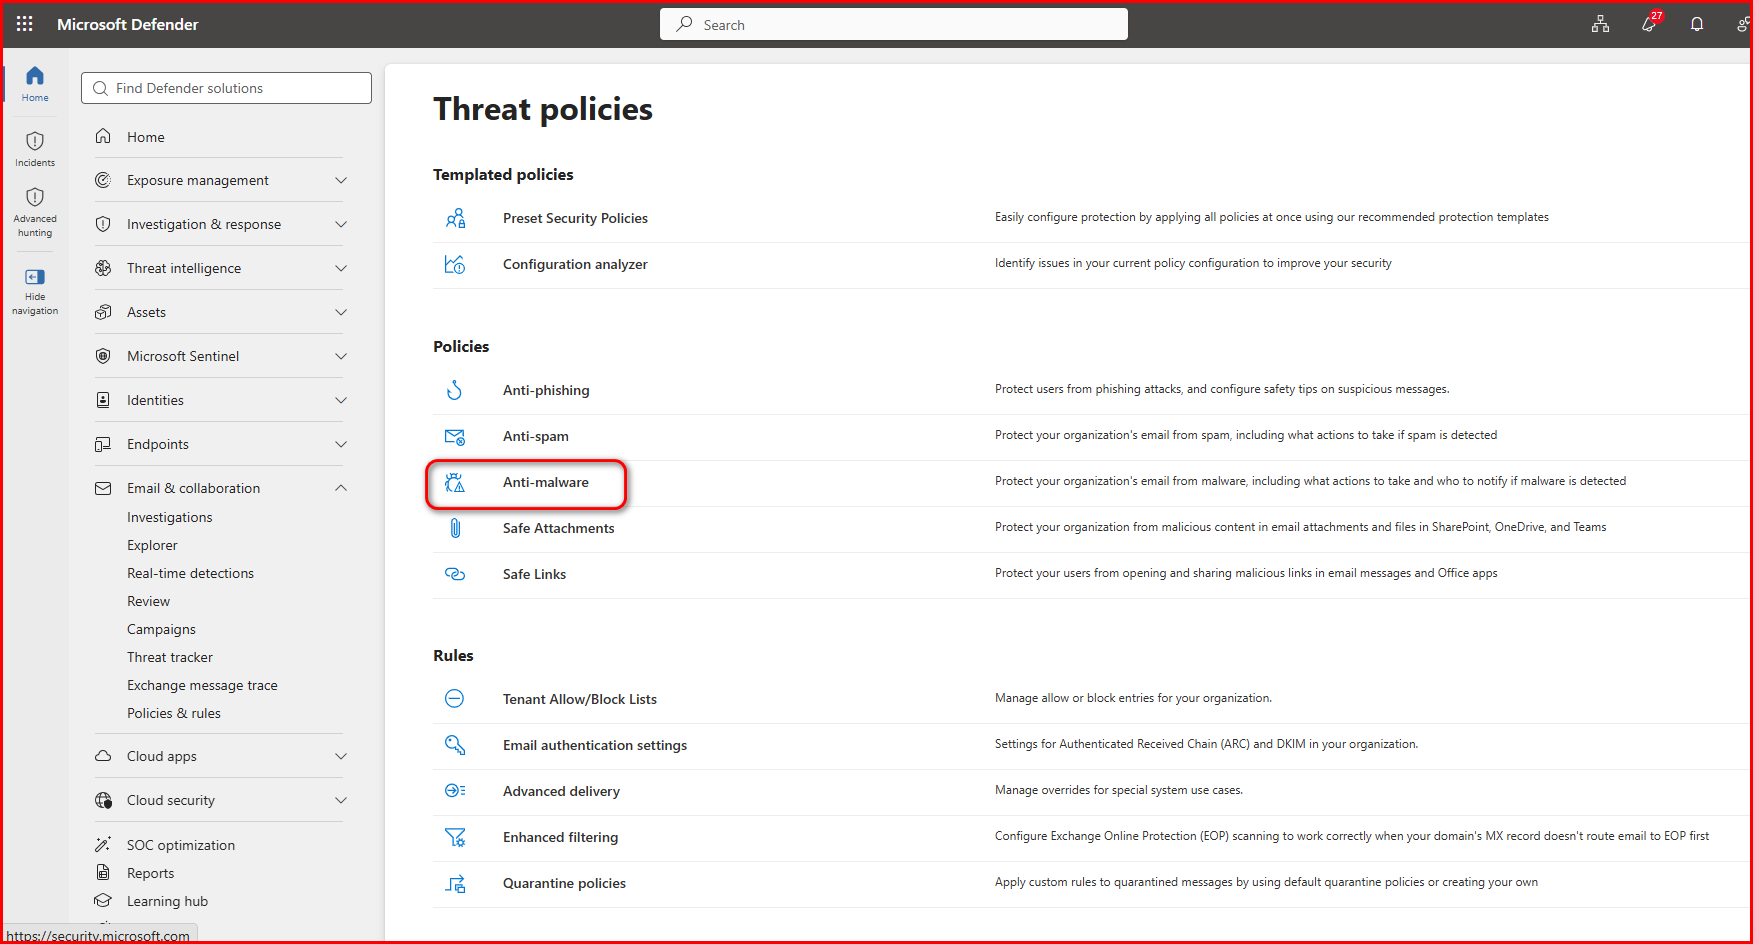 Microsoft Defender
Search
27
Home
Incidents
Advanced
hunting
Hide
navigation
Find Defender solutions
Home
Exposure management
Investigation & response
Threat intelligence
Assets
Microsoft Sentinel
Identities
Endpoints
Email & collaboration
Investigations
Explorer
Real-time detections
Review
Campaigns
Threat tracker
Exchange message trace
Policies & rules
Cloud apps
Cloud security
SOC optimization
Reports
Learning hub
https://security.microsoft.com
Threat policies
Templated policies
Preset Security Policies
Easily configure protection by applying all policies at once using our recommended protection templates
Configuration analyzer
Identify issues in your current policy configuration to improve your security
Policies
Anti-phishing
Protect users from phishing attacks, and configure safety tips on suspicious messages.
Anti-spam
Protect your organization's email from spam, including what actions to take if spam is detected
Anti-malware
Protect your organization's email from malware, including what actions to take and who to notify if malware is detected
Safe Attachments
Protect your organization from malicious content in email attachments and files in SharePoint, OneDrive, and Teams
Safe Links
Protect your users from opening and sharing malicious links in email messages and Office apps
Rules
Tenant Allow/Block Lists
Manage allow or block entries for your organization.
Email authentication settings
Settings for Authenticated Received Chain (ARC) and DKIM in your organization.
Advanced delivery
Manage overrides for special system use cases.
Enhanced filtering
Configure Exchange Online Protection (EOP) scanning to work correctly when your domain's MX record doesn't route email to EOP first
Quarantine policies
Apply custom rules to quarantined messages by using default quarantine policies or creating your own